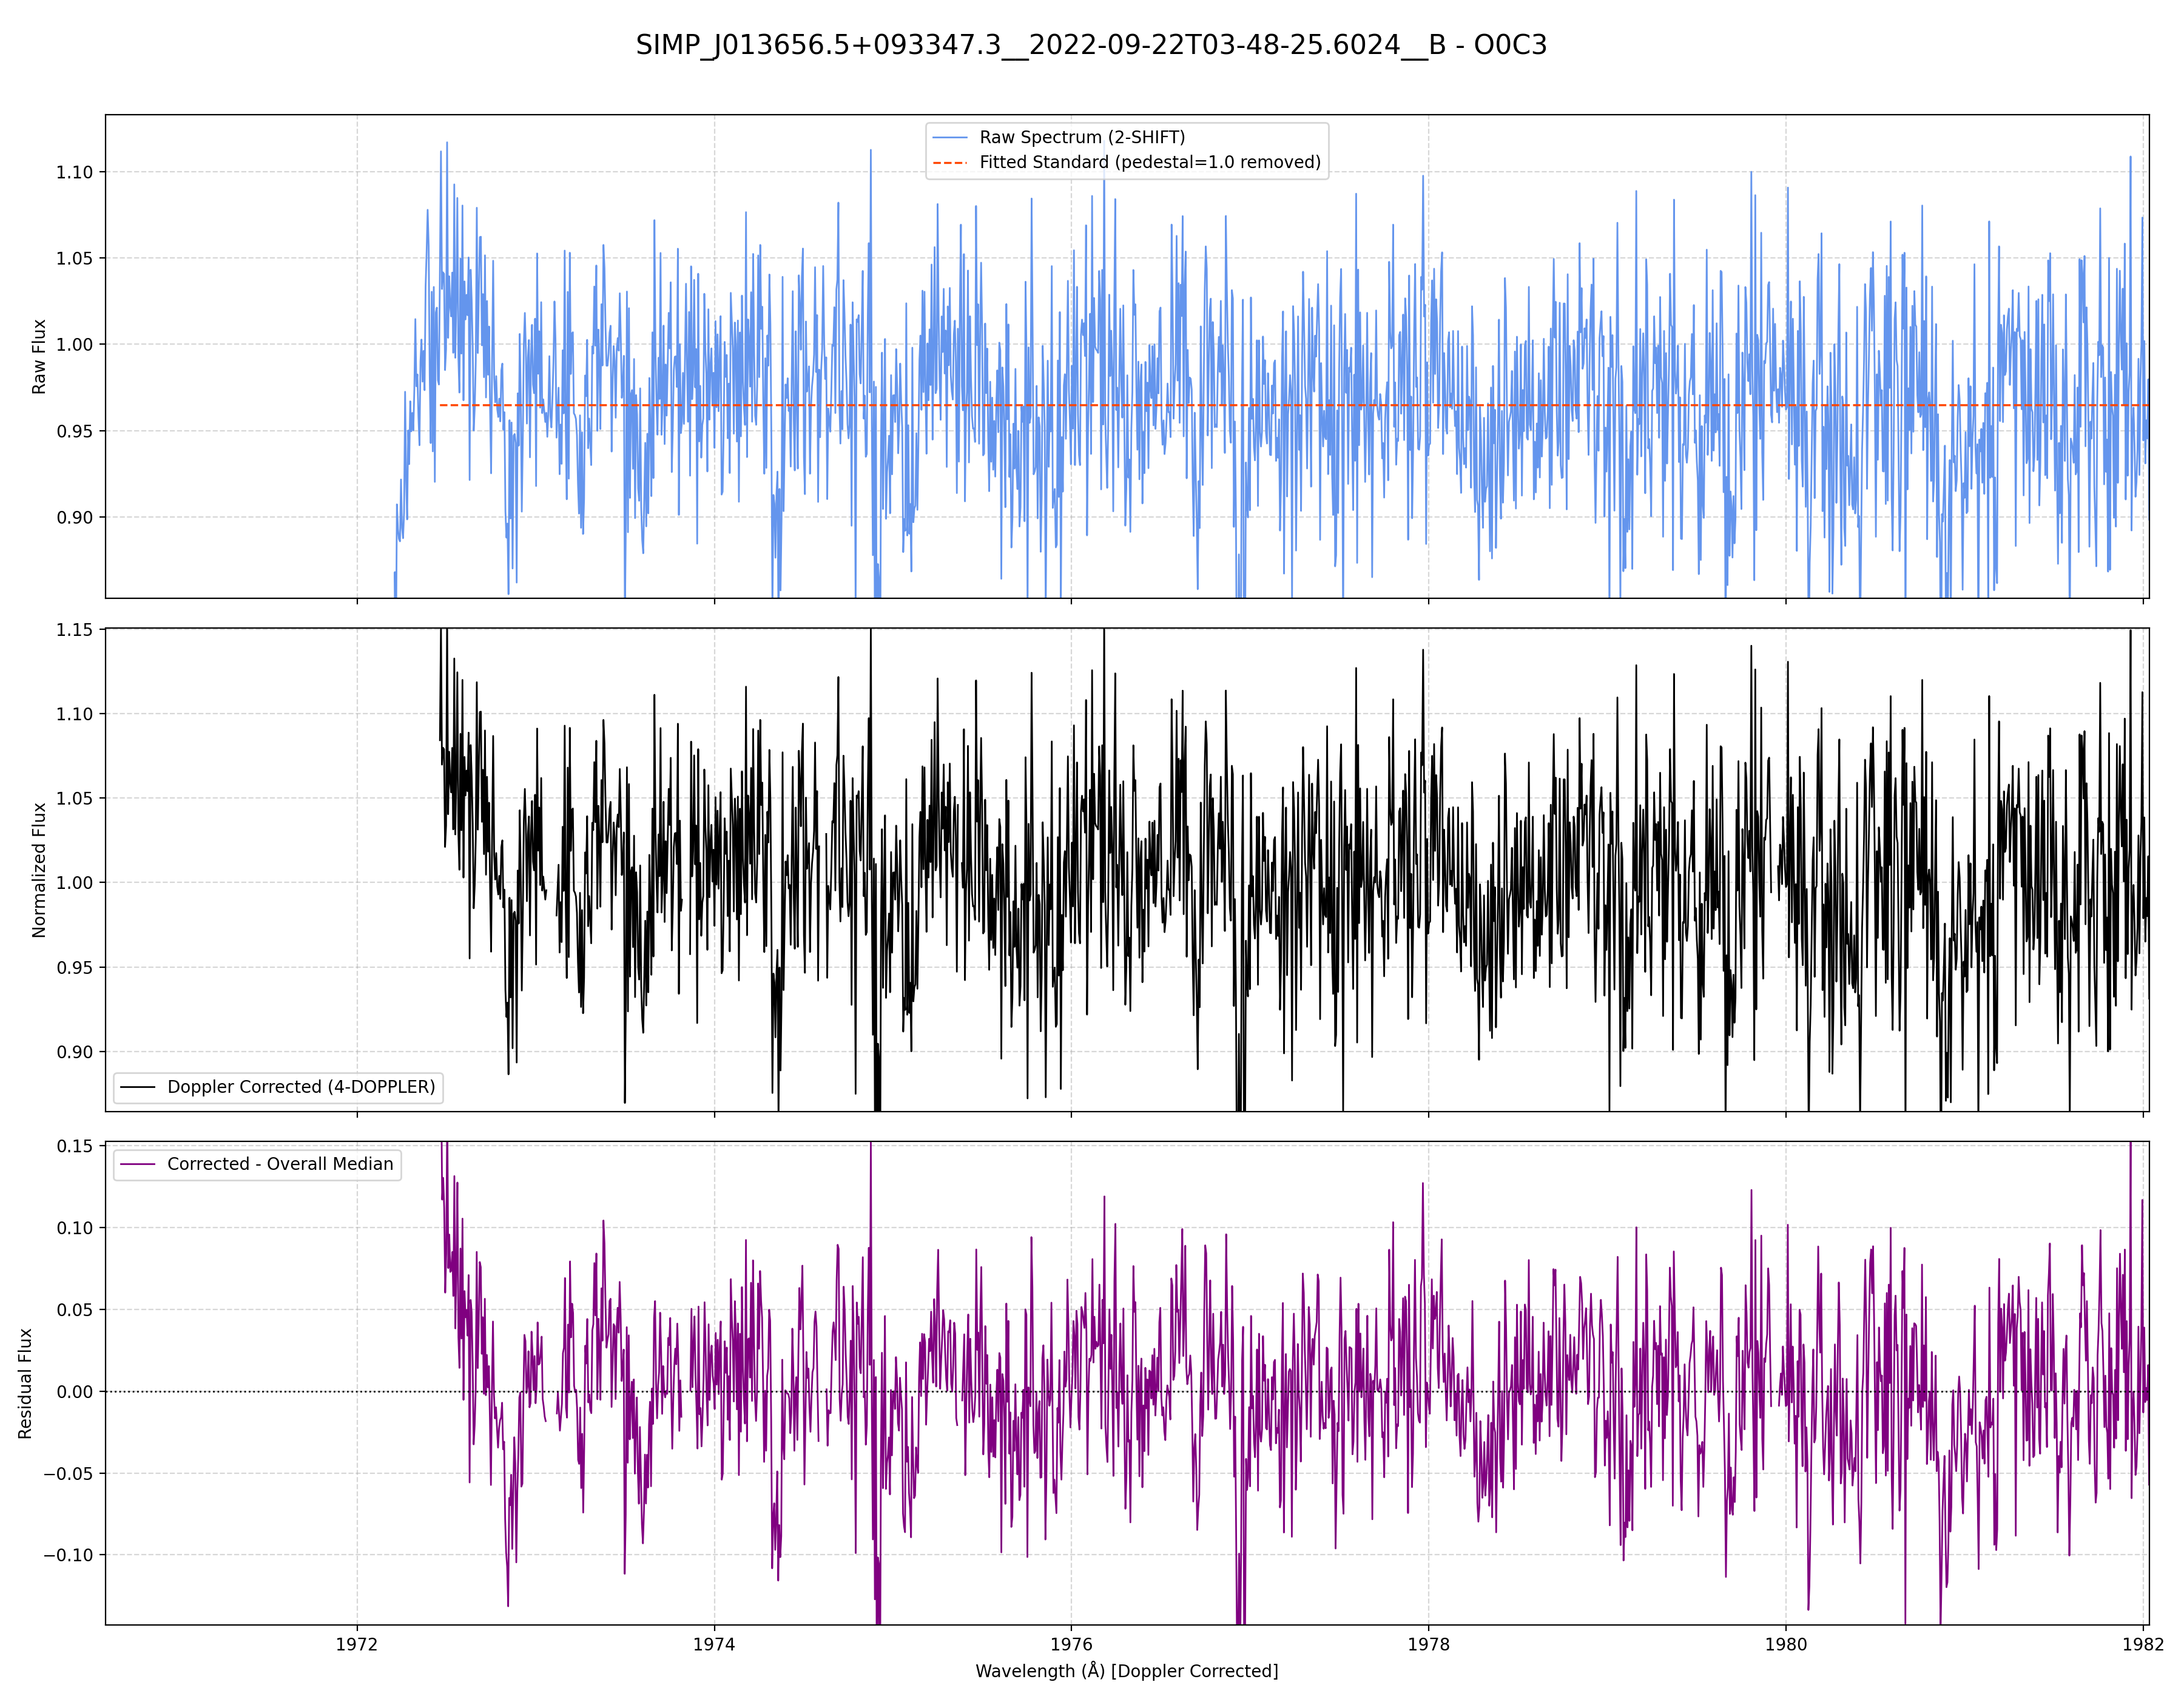 SIMP_J013656.5+093347.3__2022-09-22T03-48-25.6024__B - O0C3
Raw Spectrum (2-SHIFT)
Fitted Standard (pedestal=1.0 removed)
Raw Flux
1.10
1.05
1.00
0.95
0.90
Normalized Flux
1.15
1.10
1.05
1.00
0.95
0.90
Doppler Corrected (4-DOPPLER)
Residual Flux
0.15
0.10
0.05
0.00
−0.05
−0.10
Corrected - Overall Median
1972
1974
1976
1978
1980
1982
Wavelength (Å) [Doppler Corrected]